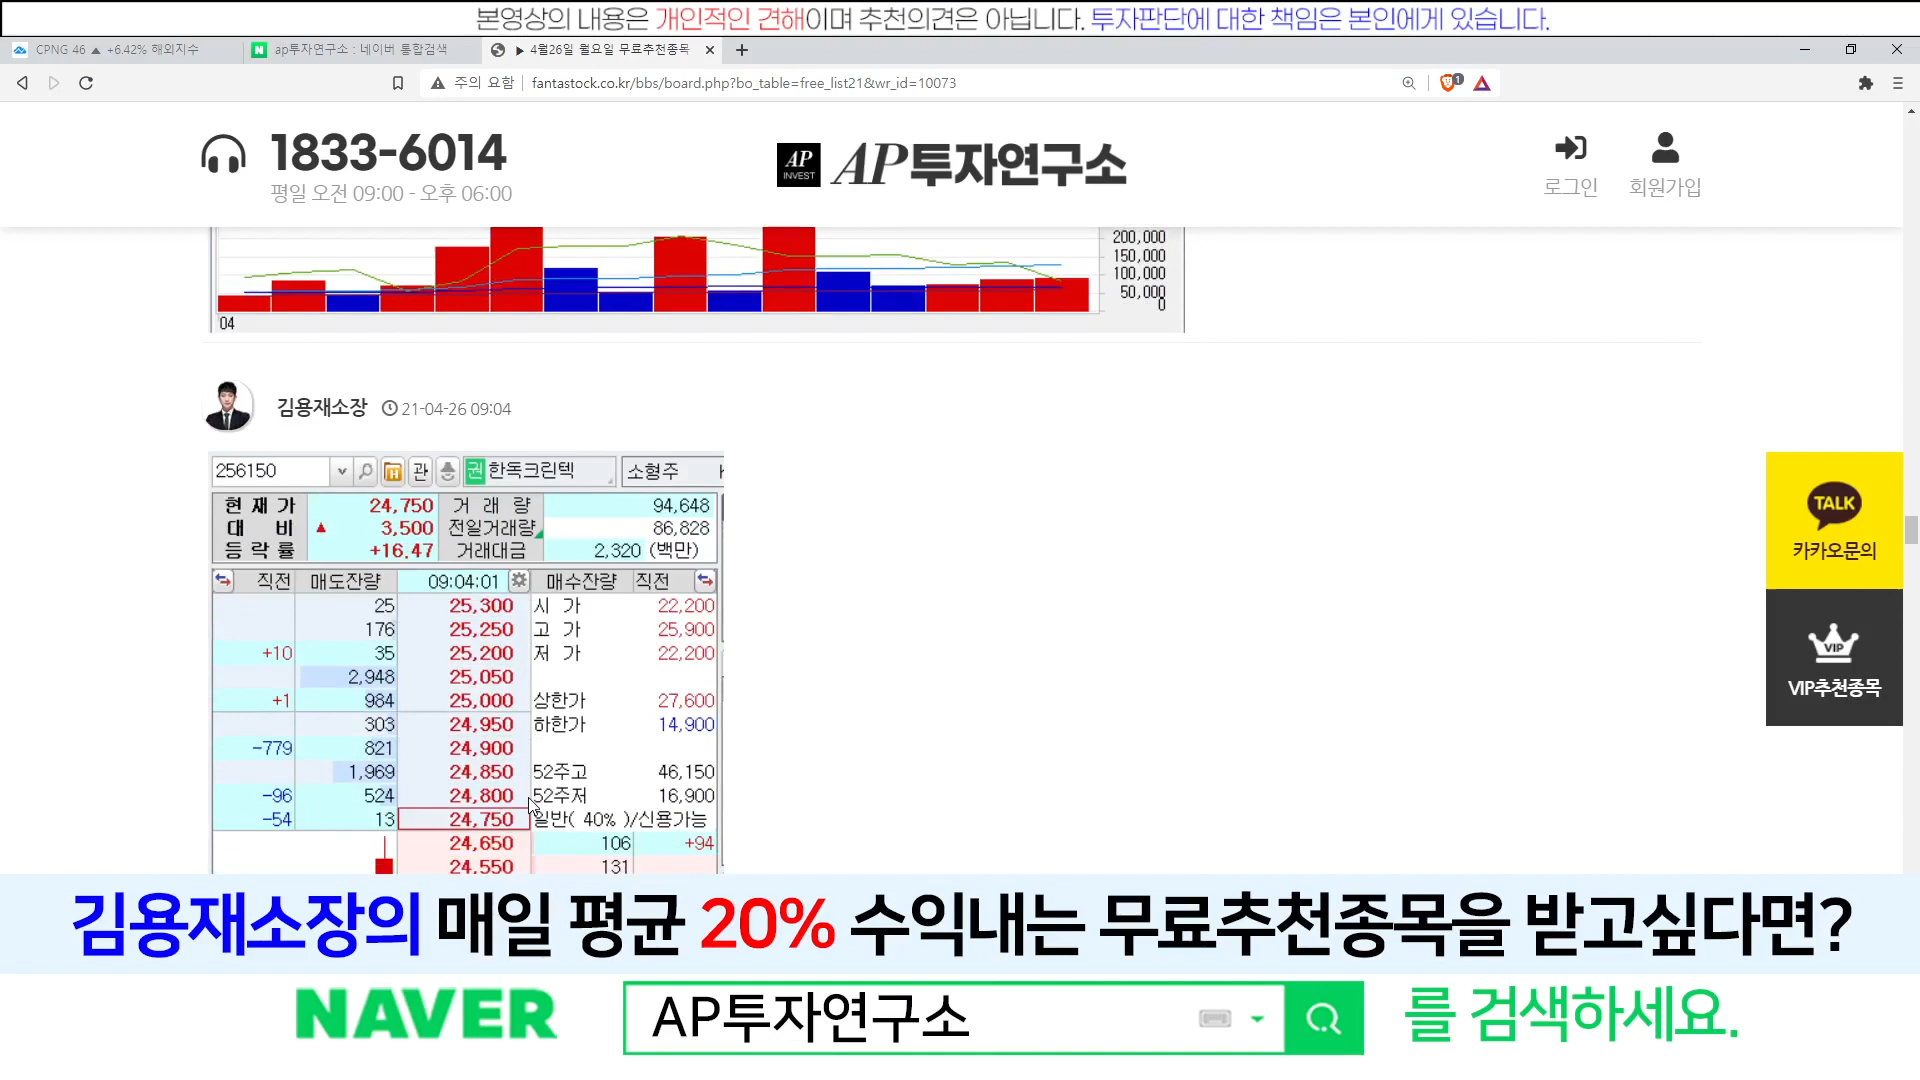 본영상의 내용은 개인적인 견해이며 추천의견은 아닙니다. 투자판단에 대한 책임은 본인에게 있습니다.
CPNG 46 ▲ +6.42% 해외지수
ap투자연구소 : 네이버 통합검색
▶ 4월26일 월요일 무료추천종목
주의 요함
fantastock.co.kr/bbs/board.php?bo_table=free_list21&wr_id=10073
1
1833-6014
평일 오전 09:00 - 오후 06:00
AP INVEST
AP투자연구소
로그인
회원가입
200,000
150,000
100,000
50,000
0
04
김용재소장 21-04-26 09:04
256150 관 권 한독크린텍 소형주
현재가 24,750 거래량 94,648
대비 ▲ 3,500 전일거래량 86,828
등락률 +16.47 거래대금 2,320 (백만)
직전 매도잔량 09:04:01 매수잔량 직전
25 25,300 시가 22,200
176 25,250 고가 25,900
+10 35 25,200 저가 22,200
2,948 25,050
+1 984 25,000 상한가 27,600
303 24,950 하한가 14,900
-779 821 24,900
1,969 24,850 52주고 46,150
-96 524 24,800 52주저 16,900
-54 13 24,750 일반( 40% )/신용가능
24,650 106 +94
24,550 131
TALK
카카오문의
VIP
VIP추천종목
김용재소장의 매일 평균 20% 수익내는 무료추천종목을 받고싶다면?
NAVER AP투자연구소 를 검색하세요.